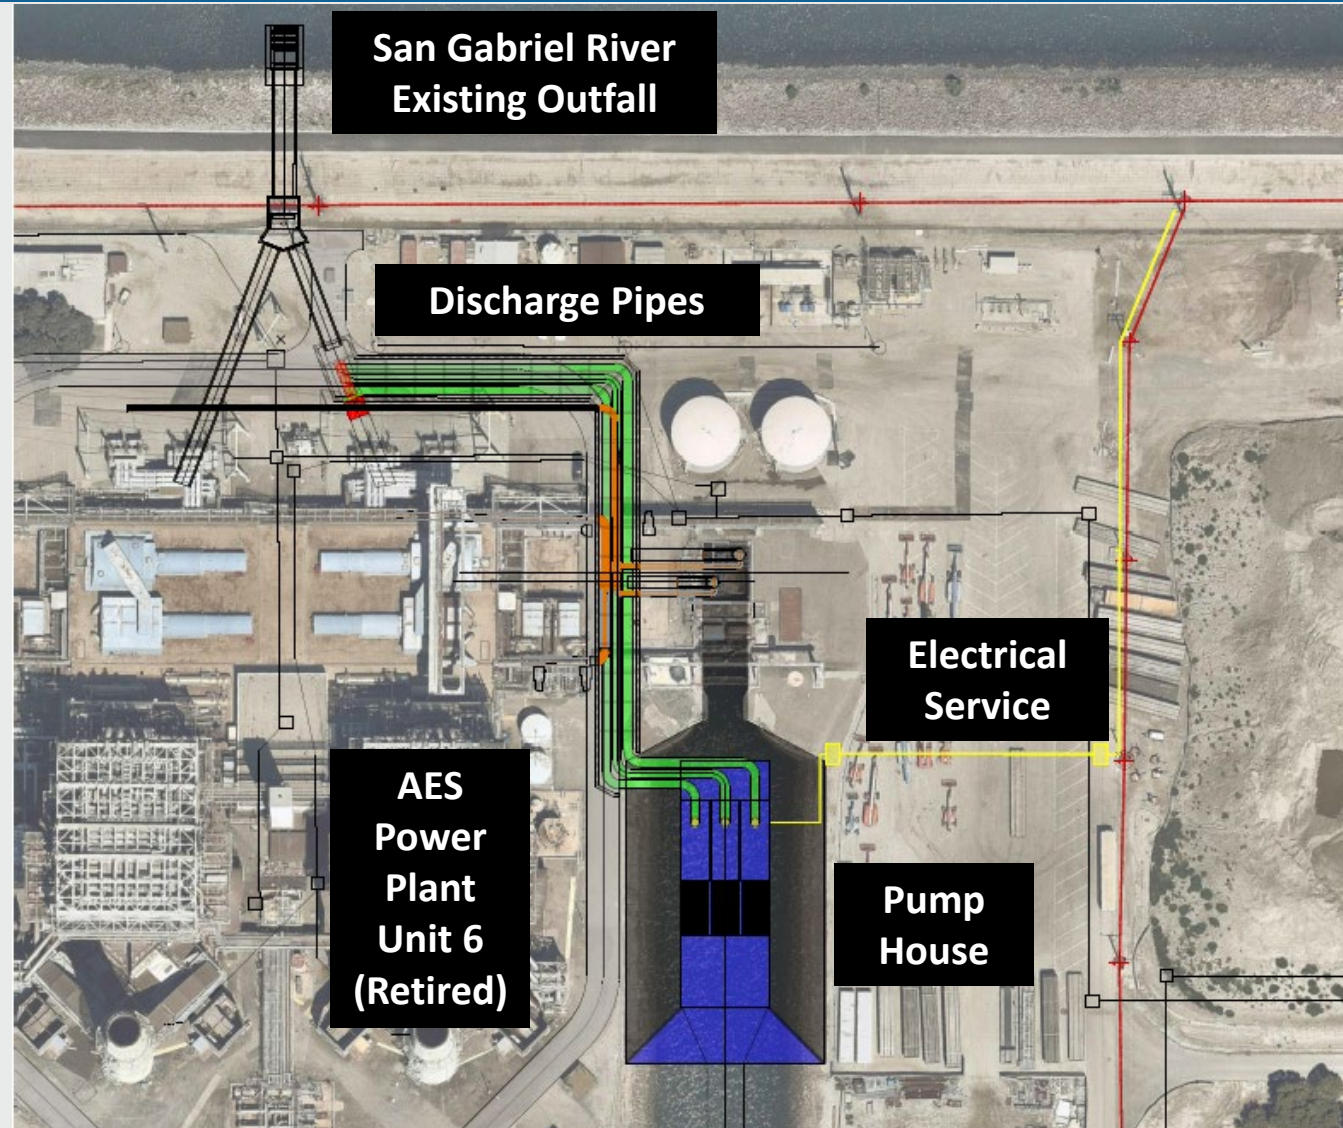 San Gabriel River
Existing Outfall
Discharge Pipes
Electrical
Service
AES
Power
Plant
Unit 6
(Retired)
Pump
House